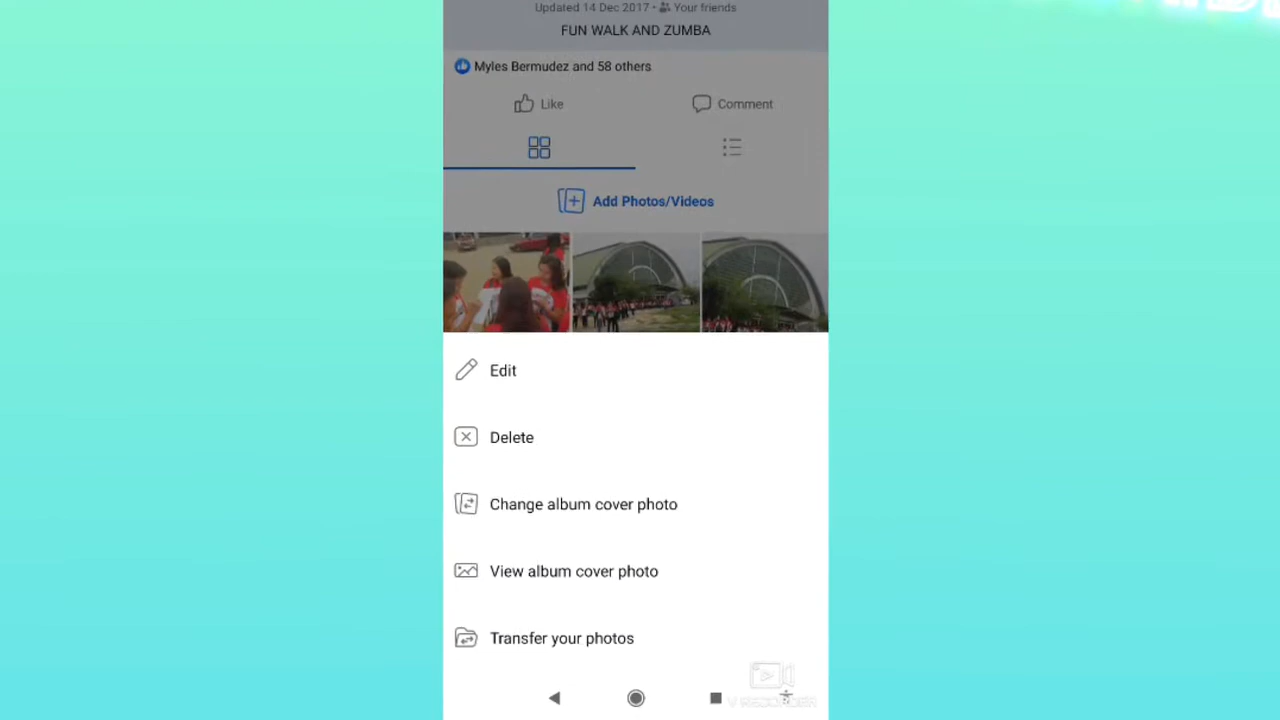 Updated 14 Dec 2017 • Your friends
FUN WALK AND ZUMBA
Myles Bermudez and 58 others
Like
Comment
Add Photos/Videos
Edit
Delete
Change album cover photo
View album cover photo
Transfer your photos
V RECORDER